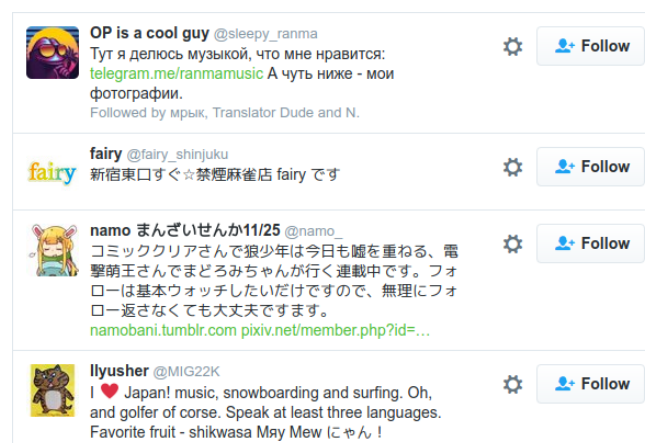 OP is a cool guy @sleepy_ranma
Тут я делюсь музыкой, что мне нравится:
telegram.me/ranmamusic А чуть ниже - мои
фотографии.
Followed by мрык, Translator Dude and N.
Follow
fairy
fairy @fairy_shinjuku
新宿東口すぐ☆禁煙麻雀店 fairy です
Follow
namo まんざいせんか11/25 @namo_
コミッククリアさんで狼少年は今日も嘘を重ねる、電
撃萌王さんでまどろみちゃんが行く連載中です。フォ
ローは基本ウォッチしたいだけですので、無理にフォ
ロー返さなくても大丈夫ですます。
namobani.tumblr.com pixiv.net/member.php?id=…
Follow
Ilyusher @MIG22K
I ❤ Japan! music, snowboarding and surfing. Oh,
and golfer of corse. Speak at least three languages.
Favorite fruit - shikwasa Мяу Mew にゃん！
Follow